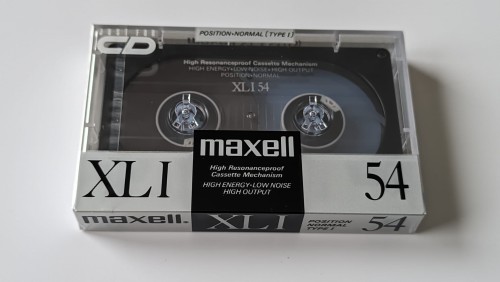 POSITION•NORMAL [TYPE I]
CD
High Resonanceproof Cassette Mechanism
HIGH ENERGY•LOW NOISE•HIGH OUTPUT
POSITION•NORMAL
XLI 54
maxell
High Resonanceproof
Cassette Mechanism
HIGH ENERGY-LOW NOISE
HIGH OUTPUT
XLI 54
maxell. XLI POSITION
NORMAL
TYPE I 54